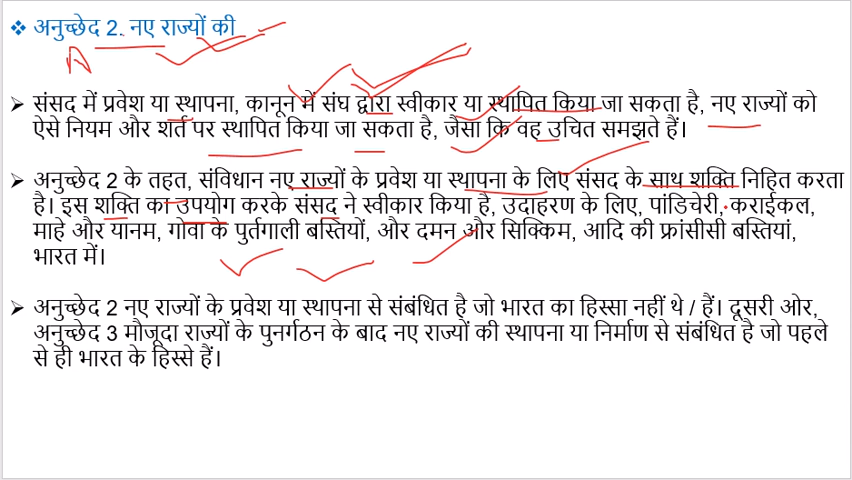 ❖ अनुच्छेद 2. नए राज्यों की
A
➢ संसद में प्रवेश या स्थापना, कानून में संघ द्वारा स्वीकार या स्थापित किया जा सकता है, नए राज्यों को
ऐसे नियम और शर्त पर स्थापित किया जा सकता है, जैसा कि वह उचित समझते हैं।
➢ अनुच्छेद 2 के तहत, संविधान नए राज्यों के प्रवेश या स्थापना के लिए संसद के साथ शक्ति निहित करता
है। इस शक्ति का उपयोग करके संसद ने स्वीकार किया है, उदाहरण के लिए, पांडिचेरी, कराईकल,
माहे और यानम, गोवा के पुर्तगाली बस्तियों, और दमन और सिक्किम, आदि की फ्रांसीसी बस्तियां,
भारत में।
➢ अनुच्छेद 2 नए राज्यों के प्रवेश या स्थापना से संबंधित है जो भारत का हिस्सा नहीं थे / हैं। दूसरी ओर,
अनुच्छेद 3 मौजूदा राज्यों के पुनर्गठन के बाद नए राज्यों की स्थापना या निर्माण से संबंधित है जो पहले
से ही भारत के हिस्से हैं।